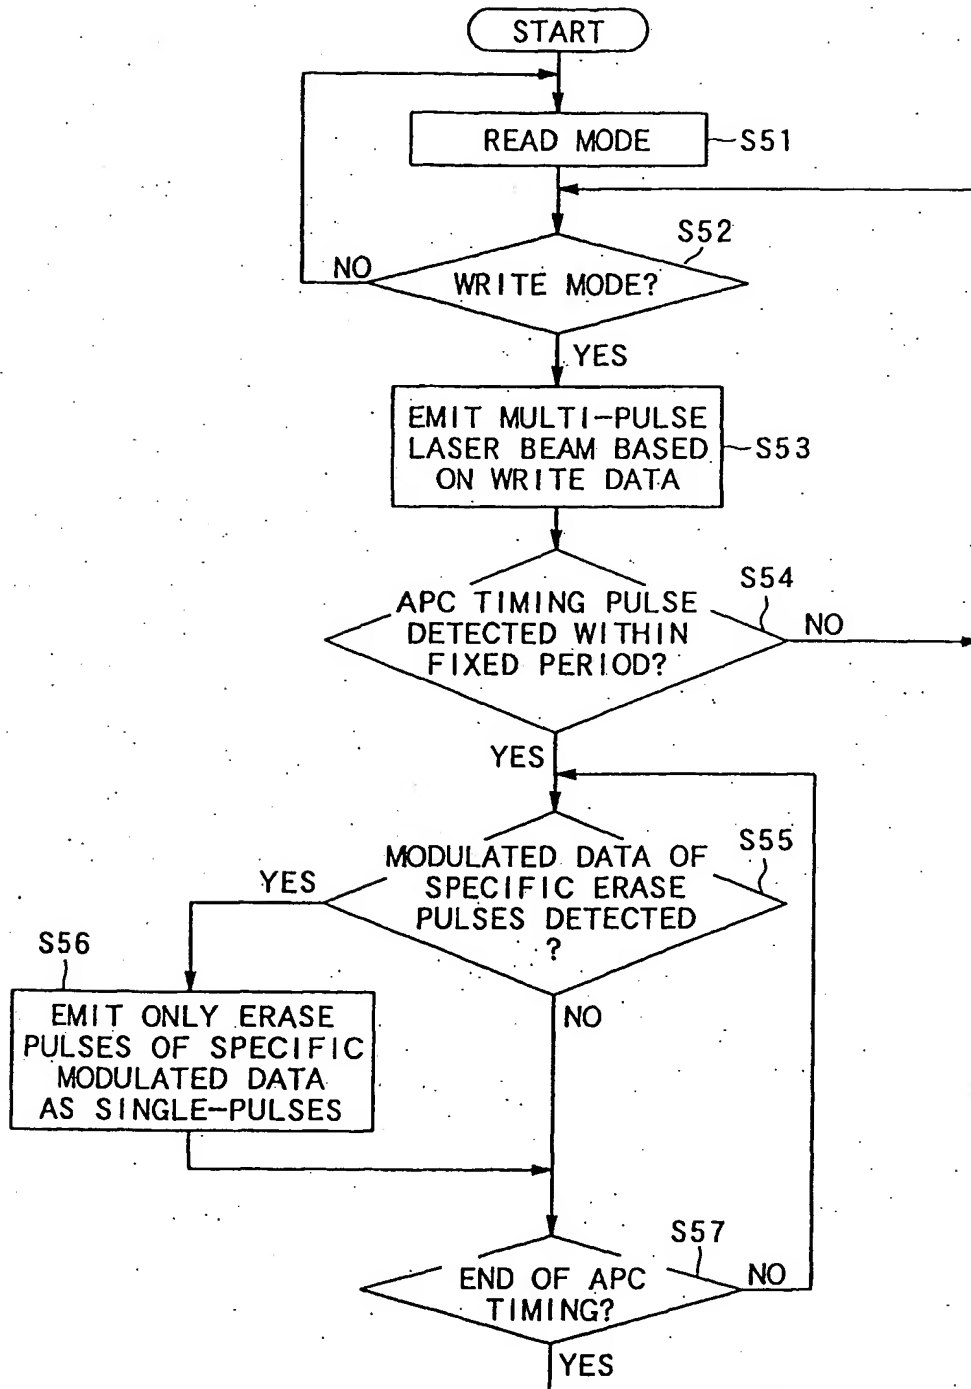 START
READ MODE
S51
S52
NO
WRITE MODE?
YES
EMIT MULTI-PULSE
LASER BEAM BASED
ON WRITE DATA
S53
S54
APC TIMING PULSE
DETECTED WITHIN
FIXED PERIOD?
NO
YES
S55
MODULATED DATA OF
SPECIFIC ERASE
PULSES DETECTED
?
YES
S56
NO
EMIT ONLY ERASE
PULSES OF SPECIFIC
MODULATED DATA
AS SINGLE-PULSES
S57
END OF APC
TIMING?
NO
YES